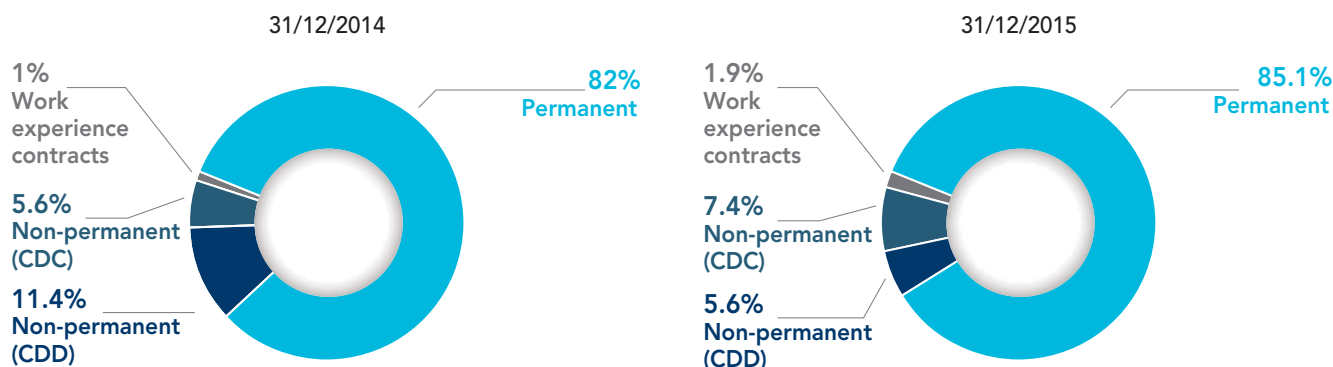 31/12/2014
1%
Work
experience
contracts
82%
Permanent
5.6%
Non-permanent
(CDC)
11.4%
Non-permanent
(CDD)
31/12/2015
1.9%
Work
experience
contracts
85.1%
Permanent
7.4%
Non-permanent
(CDC)
5.6%
Non-permanent
(CDD)